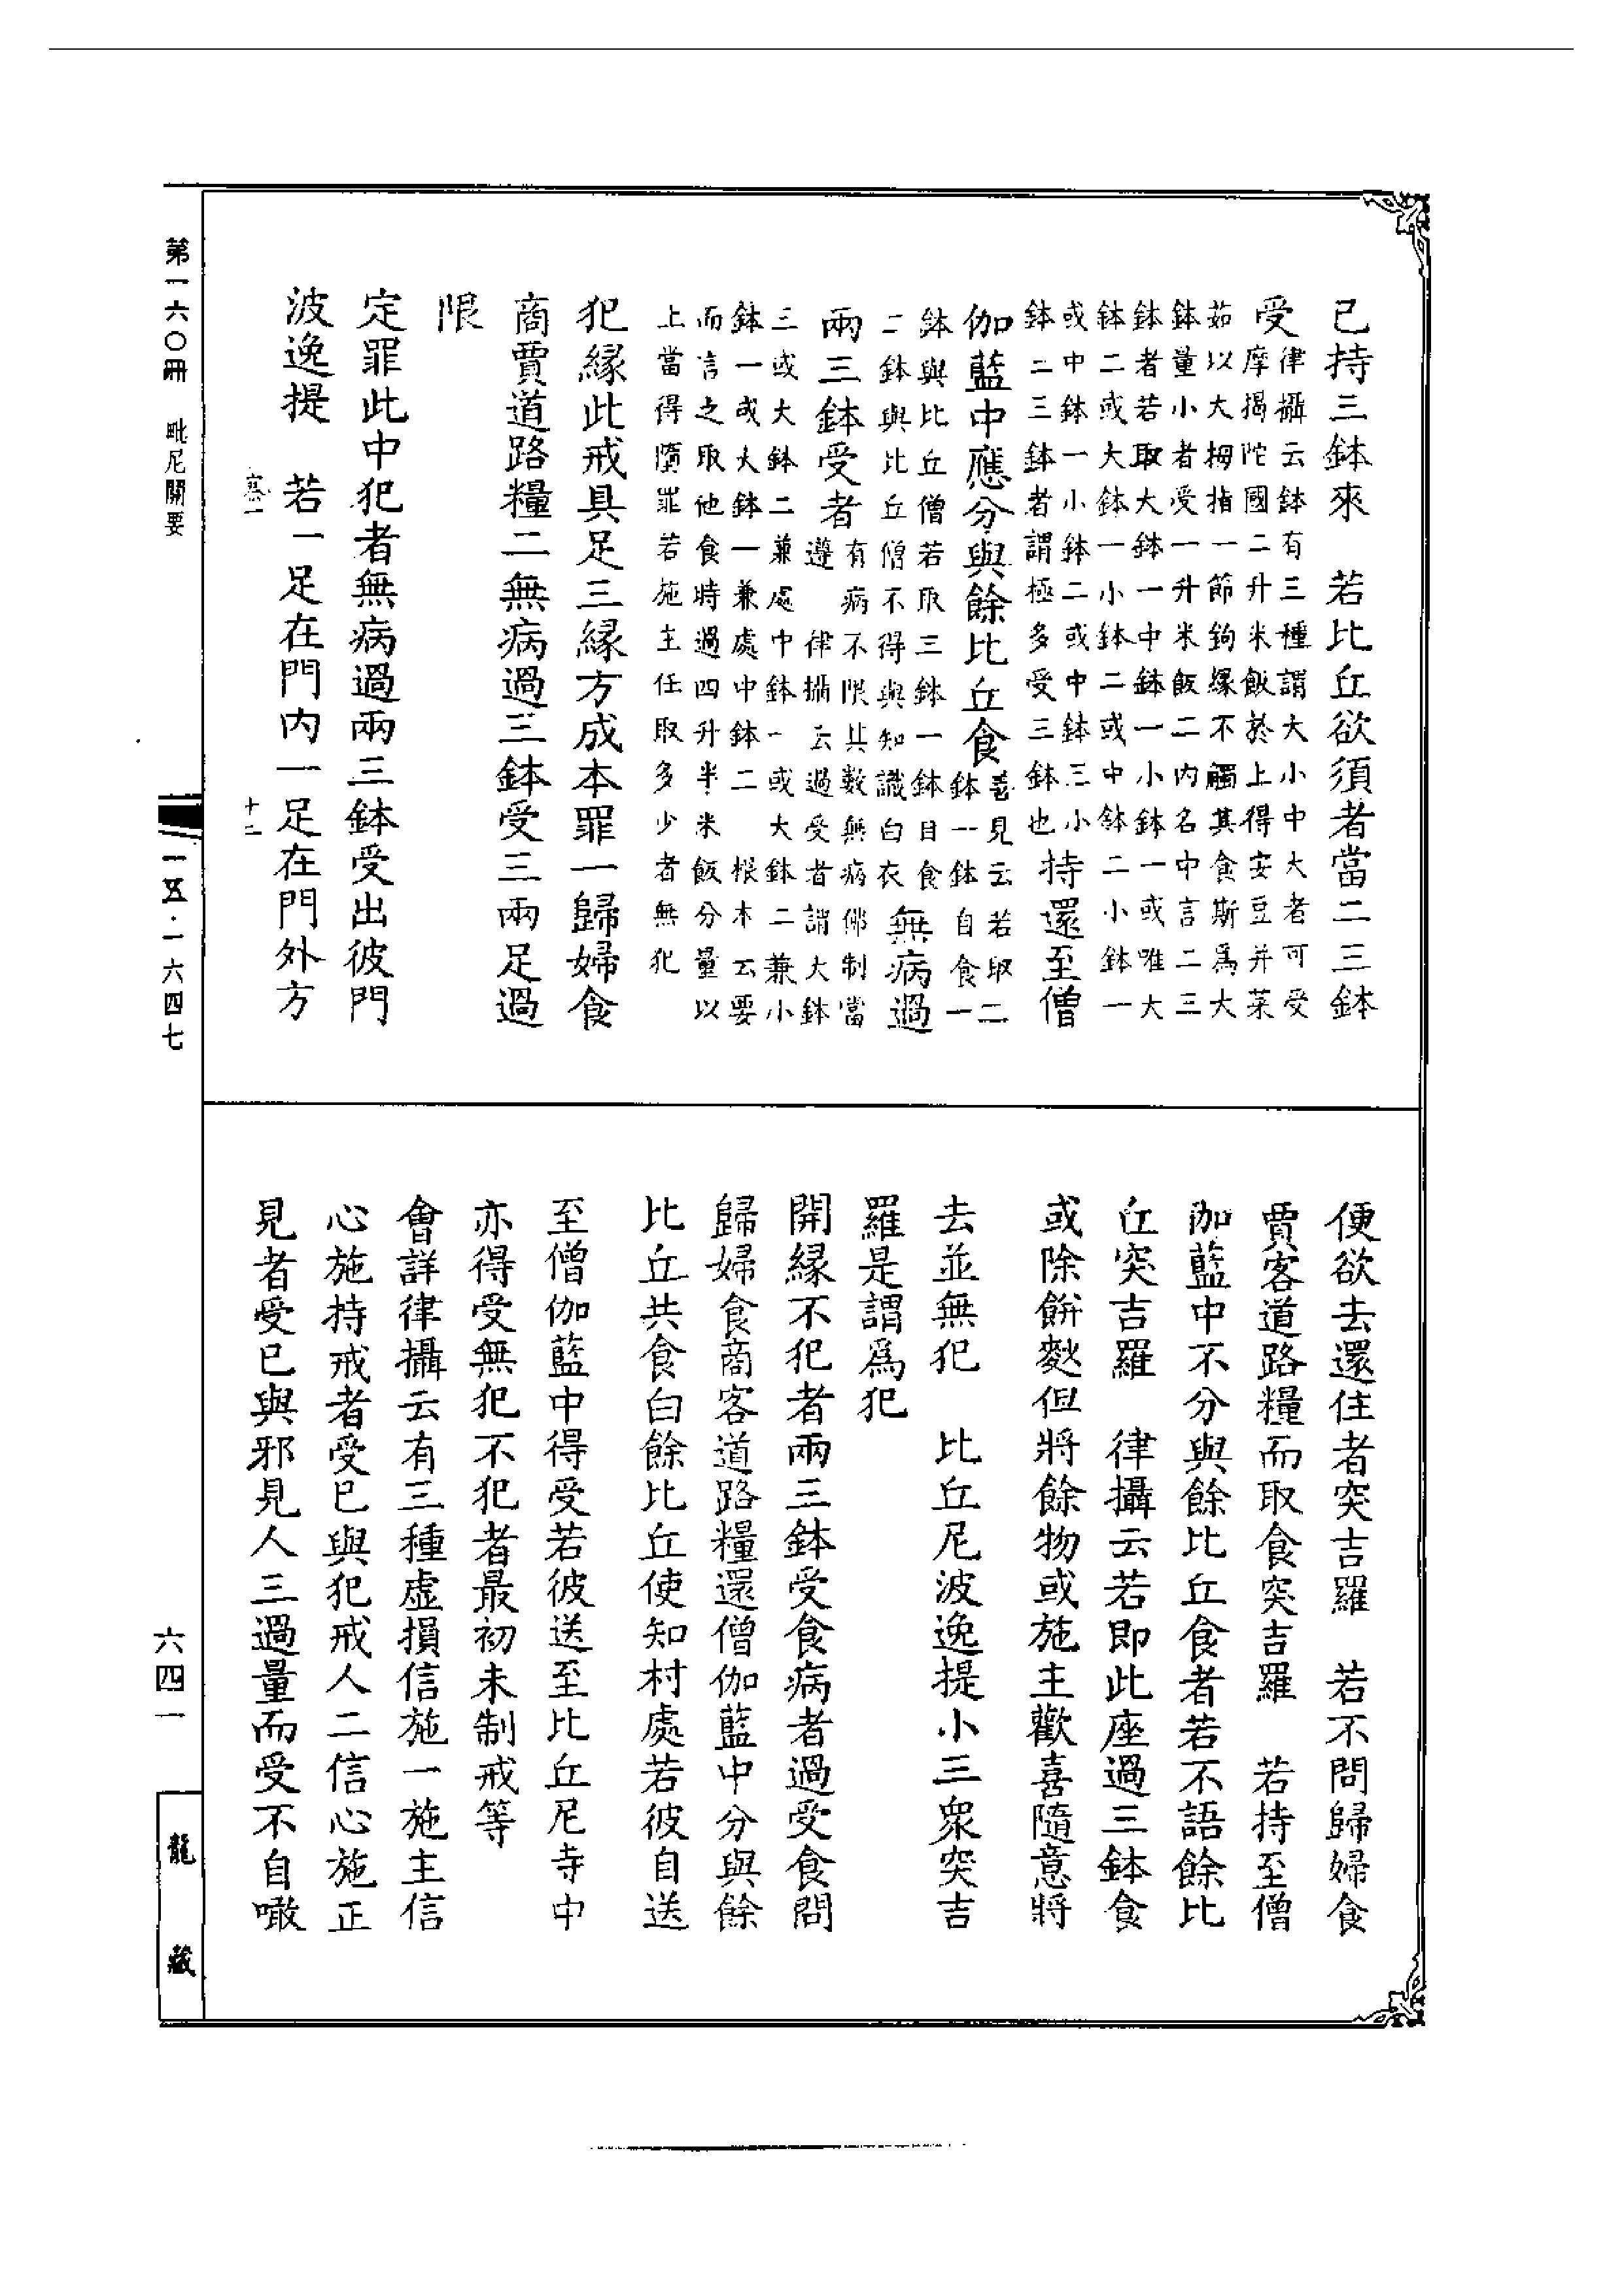 已持三鉢來　若比丘欲須者當二三鉢
受
律攝云鉢有三種謂大小中大者可受
摩揭陀國二升米飯於上得安豆并菜
茹以大拇指一節鉤緣不觸其食斯為大
鉢量小者受一升米飯二內名中言二三
鉢者若取大鉢一中鉢一小鉢一或唯大
鉢二或大鉢一小鉢二或中鉢二小鉢一
或中鉢一小鉢二或中鉢三小
鉢二三鉢者謂極多受三鉢也
持還至僧
伽藍中應分與餘比丘食
善見云若取二
鉢一鉢自食一
鉢與比丘僧若取三鉢一鉢自食
二鉢與比丘僧不得與知識白衣
無病過
兩三鉢受者
有病不限其數無病佛制當
遵　律攝云過受者謂大鉢
三或大鉢二兼處中鉢一或大鉢二兼小
鉢一或大鉢一兼處中鉢二　根本云要
而言之取他食時過四升半米飯分量以
上當得墮罪若施主任取多少者無犯
犯緣此戒具足三緣方成本罪一歸婦食
商賈道路糧二無病過三鉢受三兩足過
限
定罪此中犯者無病過兩三鉢受出彼門
波逸提　若一足在門內一足在門外方
便欲去還住者突吉羅　若不問歸婦食
賈客道路糧而取食突吉羅　若持至僧
伽藍中不分與餘比丘食者若不語餘比
丘突吉羅　律攝云若即此座過三鉢食
或除餅麨但將餘物或施主歡喜隨意將
去並無犯　比丘尼波逸提小三眾突吉
羅是謂為犯
開緣不犯者兩三鉢受食病者過受食問
歸婦食商客道路糧還僧伽藍中分與餘
比丘共食白餘比丘使知村處若彼自送
至僧伽藍中得受若彼送至比丘尼寺中
亦得受無犯不犯者最初未制戒等
會詳律攝云有三種虛損信施一施主信
心施持戒者受已與犯戒人二信心施正
見者受已與邪見人三過量而受不自噉
第一六〇冊　毗尼關要
十二
一五五·一六四七
六四一
龍藏